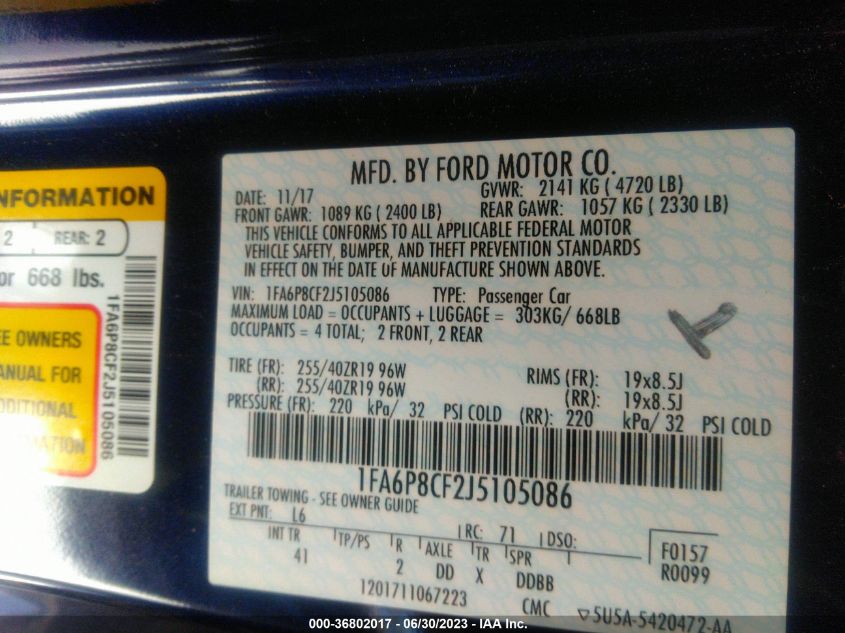 NFORMATION
2 REAR: 2
or 668 lbs.
EE OWNERS
ANUAL FOR
DDITIONAL
1FA6P8CF2J5105086
MFD. BY FORD MOTOR CO.
DATE: 11/17 GVWR: 2141 KG ( 4720 LB)
FRONT GAWR: 1089 KG ( 2400 LB) REAR GAWR: 1057 KG ( 2330 LB)
THIS VEHICLE CONFORMS TO ALL APPLICABLE FEDERAL MOTOR
VEHICLE SAFETY, BUMPER, AND THEFT PREVENTION STANDARDS
IN EFFECT ON THE DATE OF MANUFACTURE SHOWN ABOVE.
VIN: 1FA6P8CF2J5105086 TYPE: Passenger Car
MAXIMUM LOAD = OCCUPANTS + LUGGAGE = 303KG/ 668LB
OCCUPANTS = 4 TOTAL; 2 FRONT, 2 REAR
TIRE (FR): 255/40ZR19 96W RIMS (FR): 19x8.5J
(RR): 255/40ZR19 96W (RR): 19x8.5J
PRESSURE (FR): 220 kPa/ 32 PSI COLD (RR): 220 kPa/ 32 PSI COLD
1FA6P8CF2J5105086
TRAILER TOWING - SEE OWNER GUIDE
EXT PNT: L6 RC: 71 DSO:
INT TR TP/PS R AXLE TR SPR
41 2 DD X DDBB
F0157
R0099
1201711067223 CMC 5U5A-5420472-AA
000-36802017 - 06/30/2023 - IAA Inc.